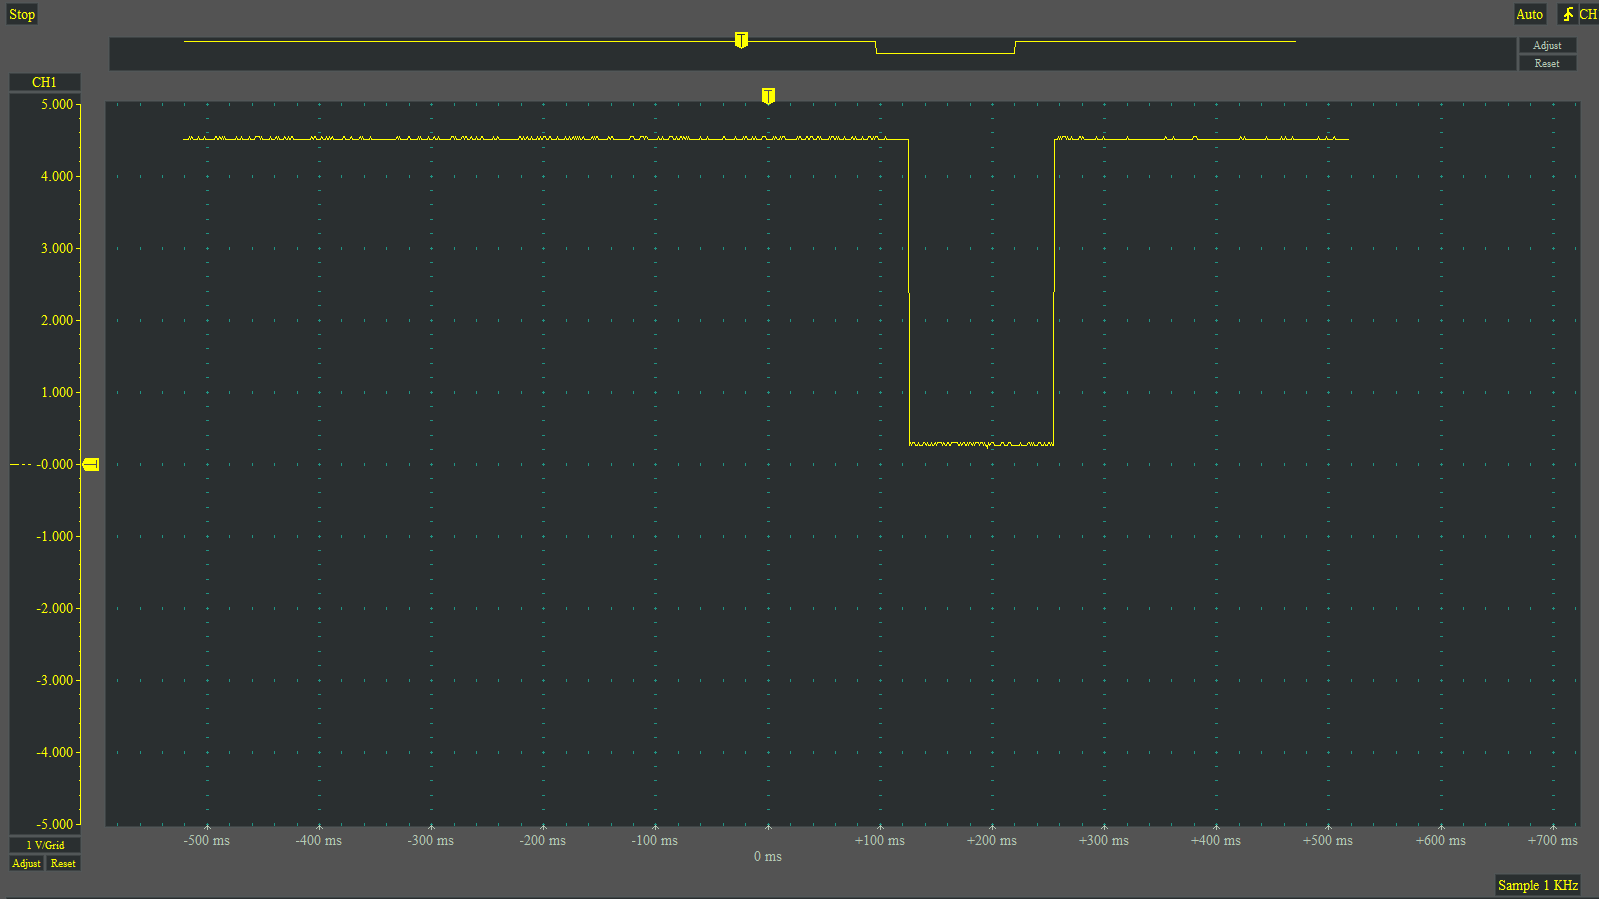 Stop
Auto CH
T
Adjust
Reset
CH1
T
5.000
4.000
3.000
2.000
1.000
-0.000
-1.000
-2.000
-3.000
-4.000
-5.000
-500 ms -400 ms -300 ms -200 ms -100 ms +100 ms +200 ms +300 ms +400 ms +500 ms +600 ms +700 ms
0 ms
1 V/Grid
Adjust Reset
Sample 1 KHz